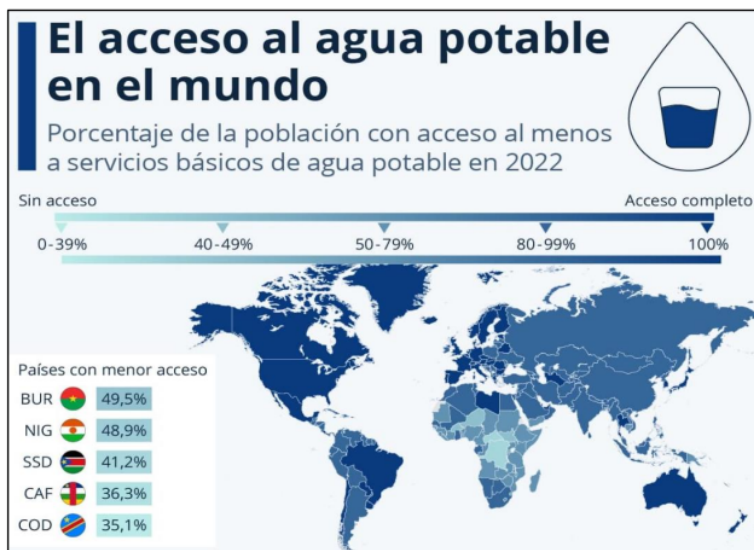 El acceso al agua potable
en el mundo
Porcentaje de la población con acceso al menos
a servicios básicos de agua potable en 2022
Sin acceso
Acceso completo
0-39%
40-49%
50-79%
80-99%
100%
Países con menor acceso
BUR 49,5%
NIG 48,9%
SSD 41,2%
CAF 36,3%
COD 35,1%